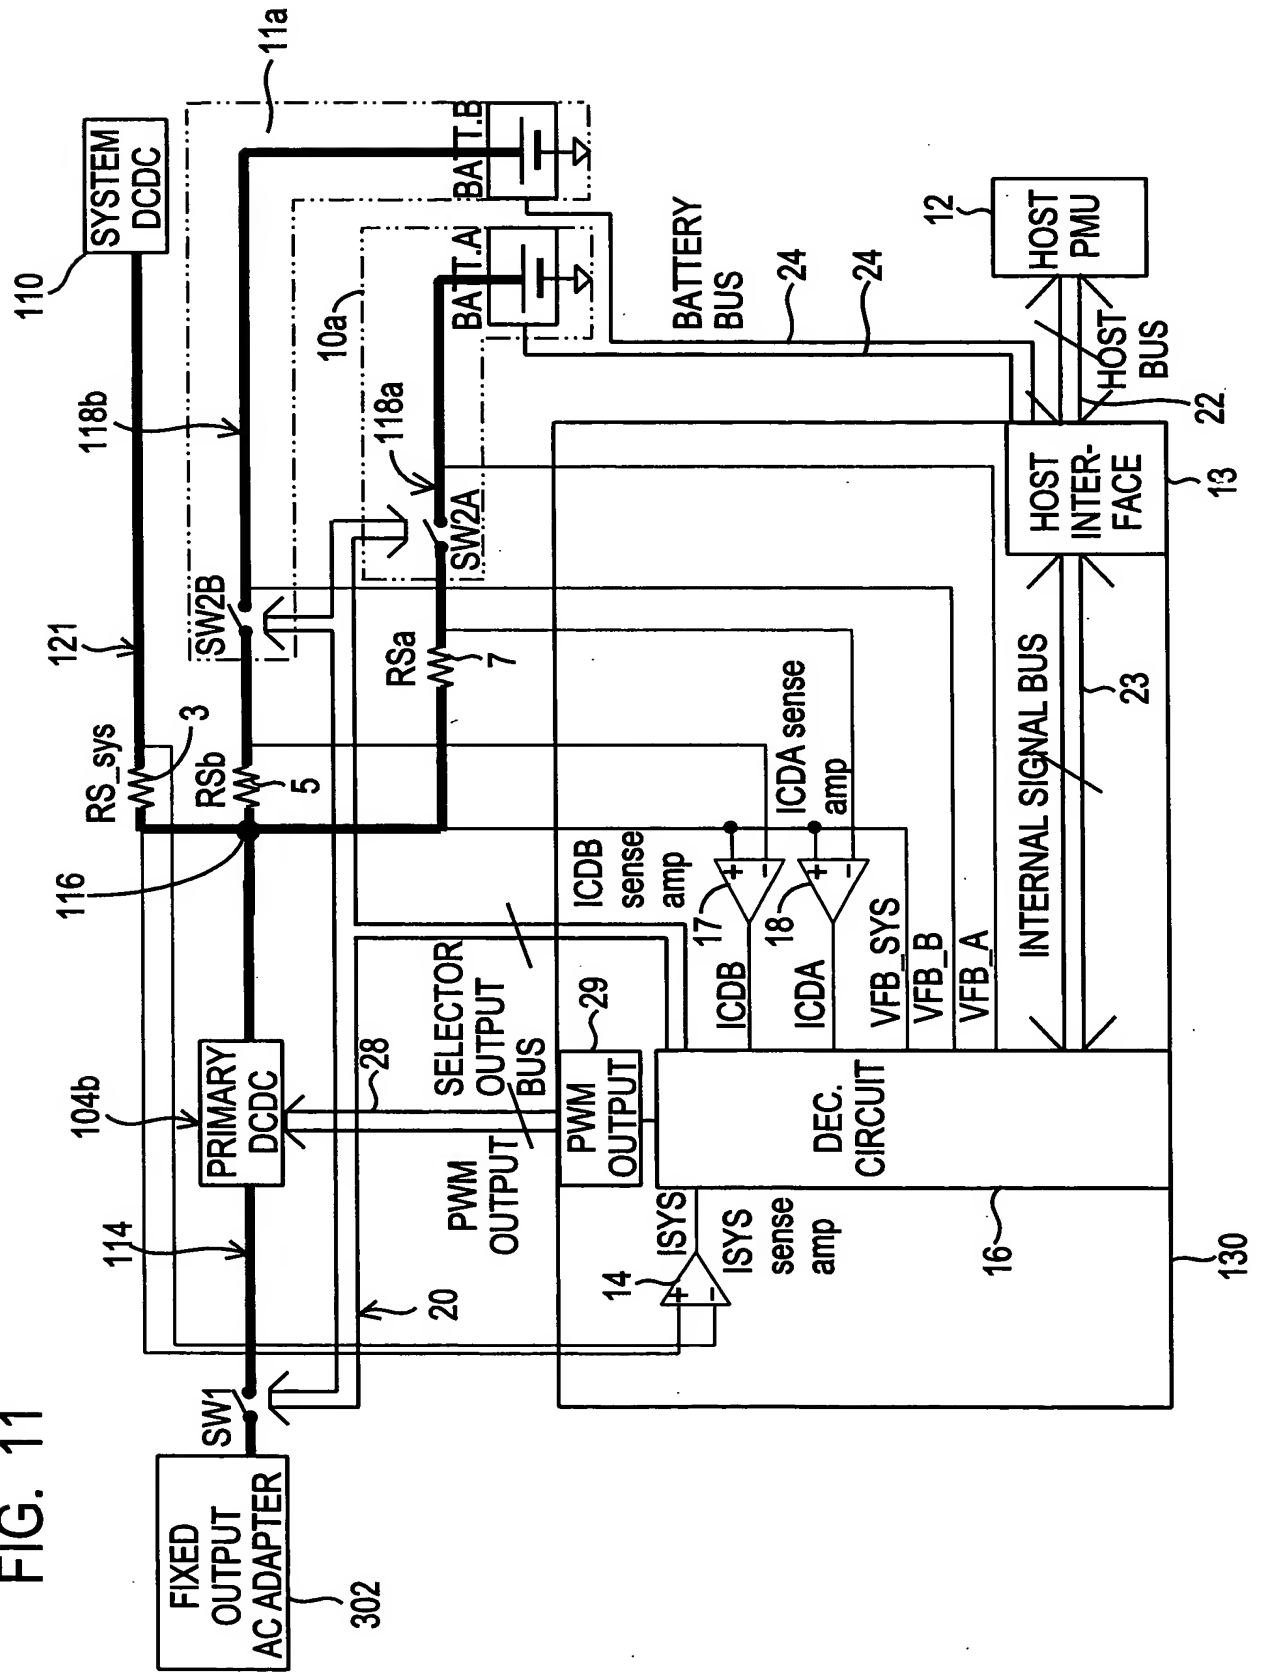 FIG. 11
FIXED
OUTPUT
AC ADAPTER
302
SW1
114
104b
PRIMARY
DCDC
116
RS_sys
3
121
110
SYSTEM
DCDC
RSb
5
SW2B
118b
11a
RSa
7
SW2A
118a
10a
BATT.A
BATT.B
20
28
PWM
OUTPUT
SELECTOR
OUTPUT
BUS
BATTERY
BUS
24
24
ICDB
sense
amp
ICDA sense
amp
29
PWM
OUTPUT
17
18
ICDB
ICDA
VFB_SYS
VFB_B
VFB_A
14
ISYS
ISYS
sense
amp
DEC.
CIRCUIT
16
INTERNAL SIGNAL BUS
23
HOST
INTER-
FACE
13
HOST
BUS
22
12
HOST
PMU
130
+
-
+
-
+
-